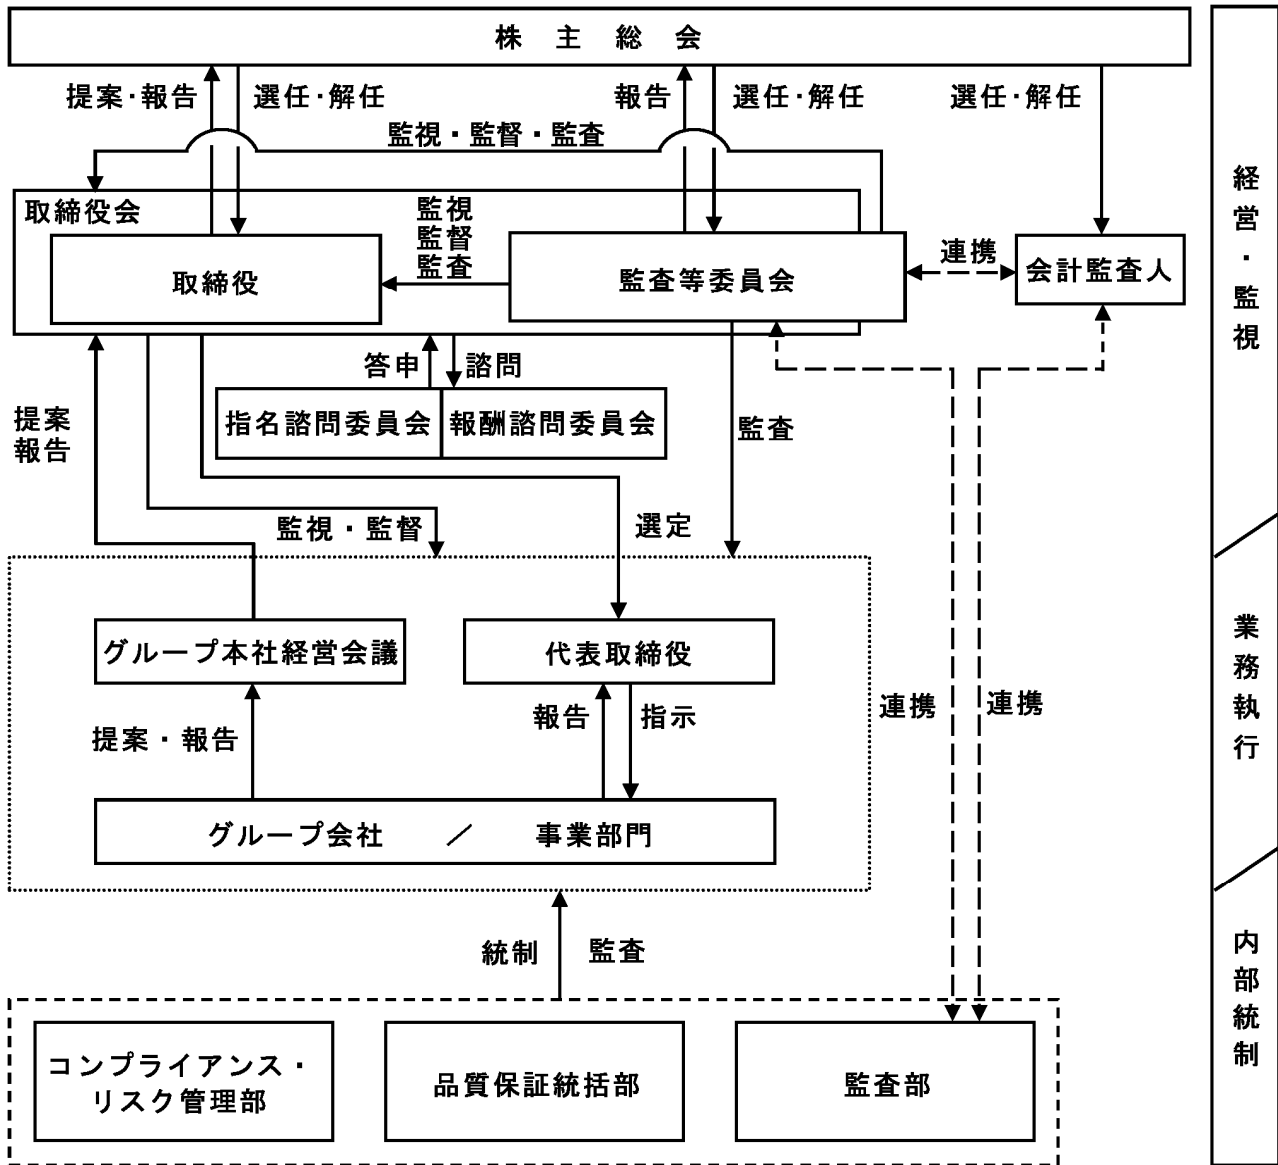 株 主 総 会
提案・報告
選任・解任
報告
選任・解任
選任・解任
監視・監督・監査
取締役会
監視
監督
監査
取締役
監査等委員会
連携
会計監査人
答申
諮問
指名諮問委員会
報酬諮問委員会
提案
報告
監査
監視・監督
選定
グループ本社経営会議
代表取締役
提案・報告
報告
指示
連携
連携
グループ会社 / 事業部門
統制
監査
コンプライアンス・
リスク管理部
品質保証統括部
監査部
経営・監視
業務執行
内部統制